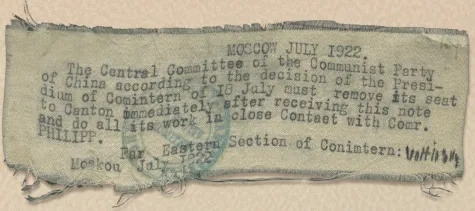 MOSCOW JULY 1922.
The Central Committee of the Communist Party
of China according to the decision of the Presi-
dium of Comintern of 18 July must remove its seat
to Canton immediately after receiving this note
and do all its work in close Contact with Comr.
PHILIPP.
Far Eastern Section of Conimtern:
Moskou July 1922